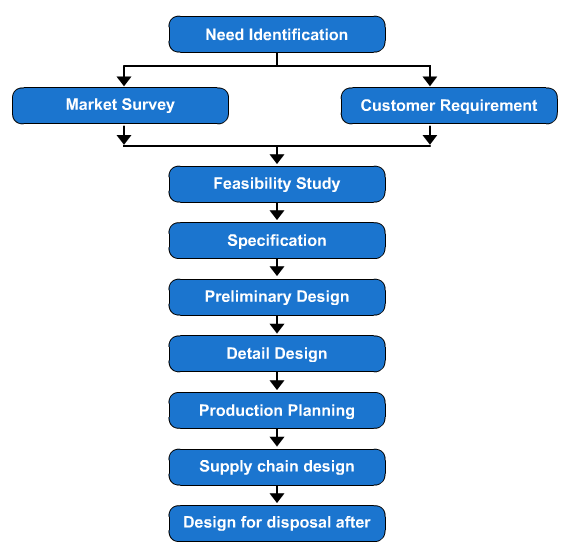 Need Identification
Market Survey
Customer Requirement
Feasibility Study
Specification
Preliminary Design
Detail Design
Production Planning
Supply chain design
Design for disposal after